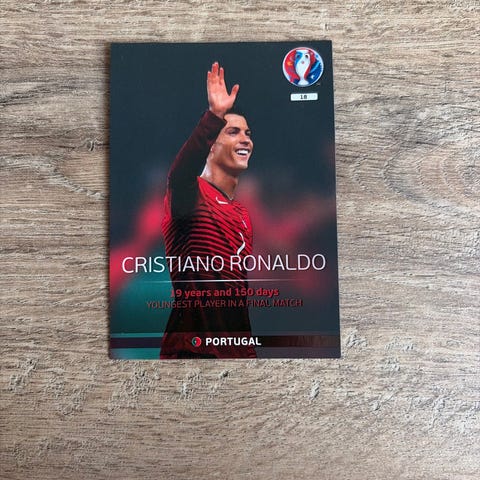 18
CRISTIANO RONALDO
19 years and 150 days
YOUNGEST PLAYER IN A FINAL MATCH
PORTUGAL